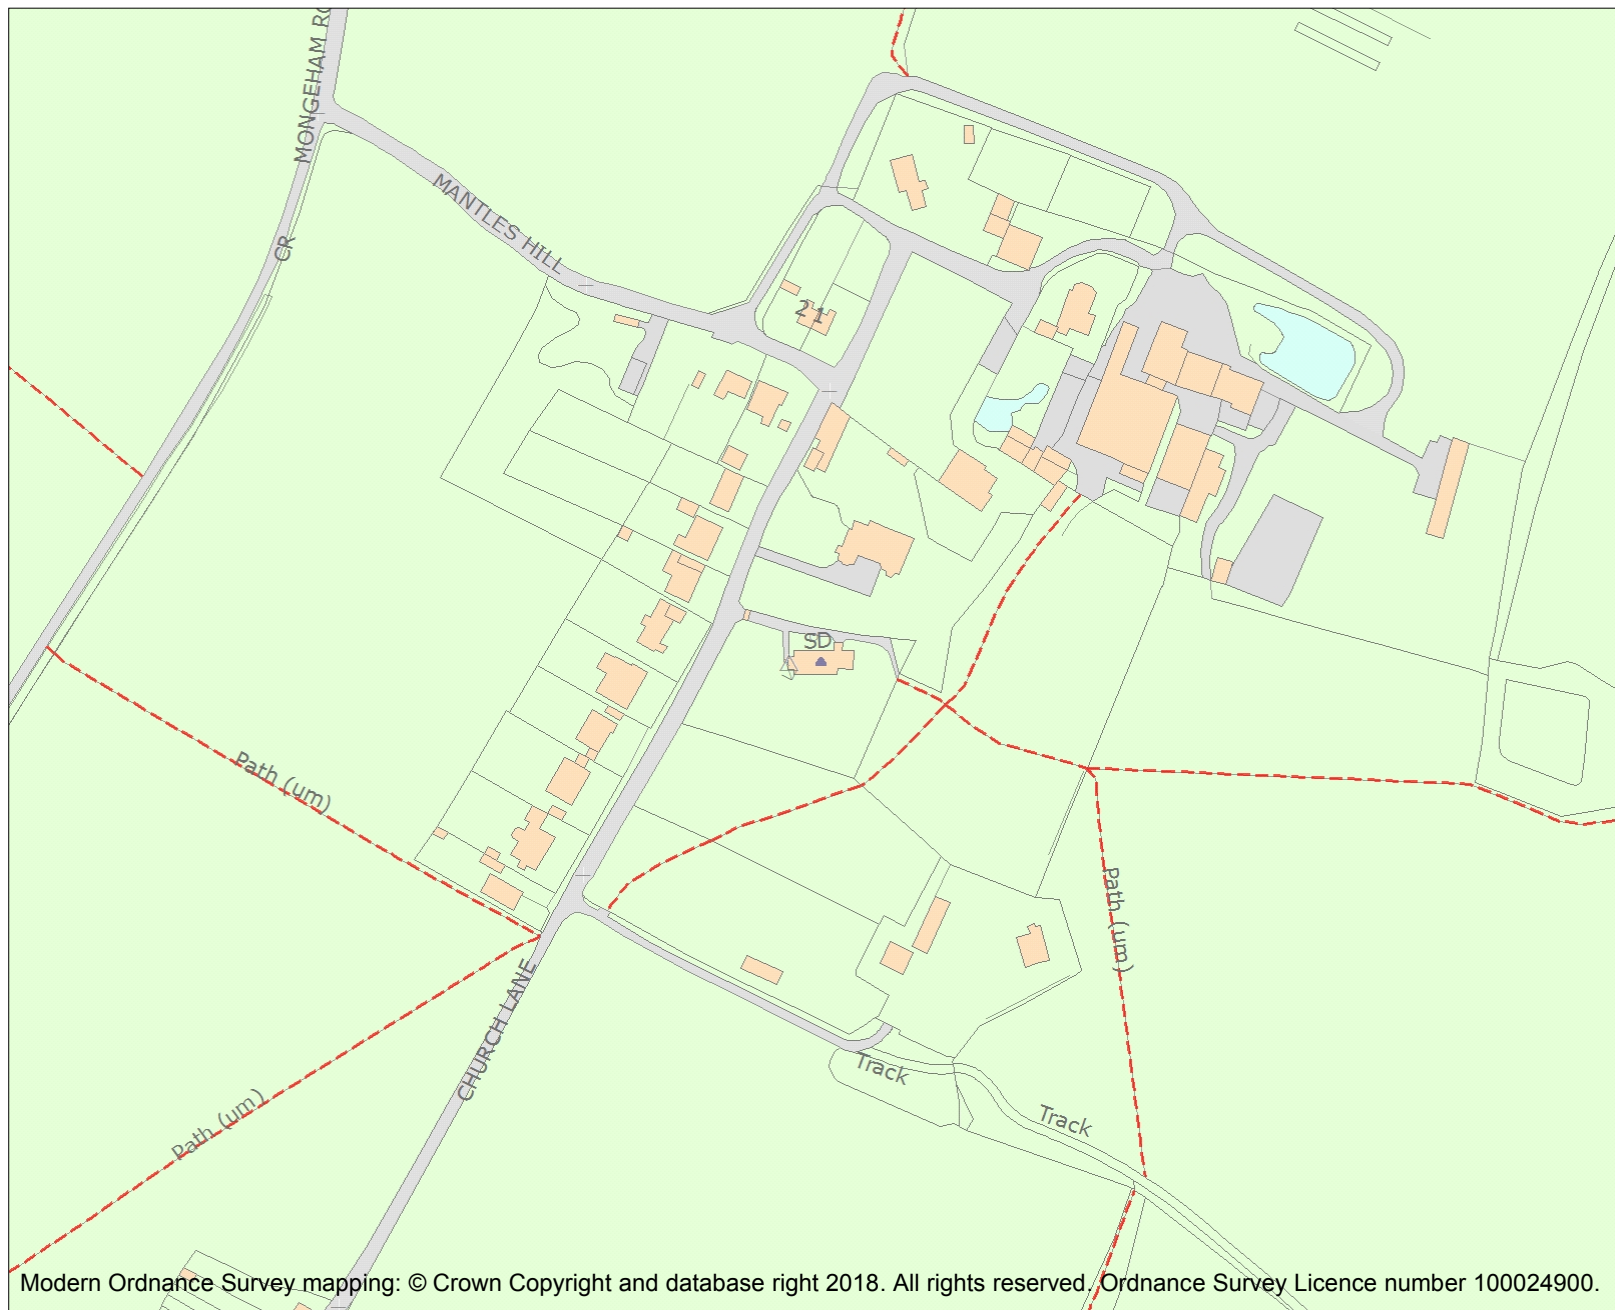 MONGEHAM RO
MANTLES HILL
CR
21
SD
Path (um)
Path (um)
CHURCH LANE
Track
Track
Path (um)
Modern Ordnance Survey mapping: © Crown Copyright and database right 2018. All rights reserved. Ordnance Survey Licence number 100024900.